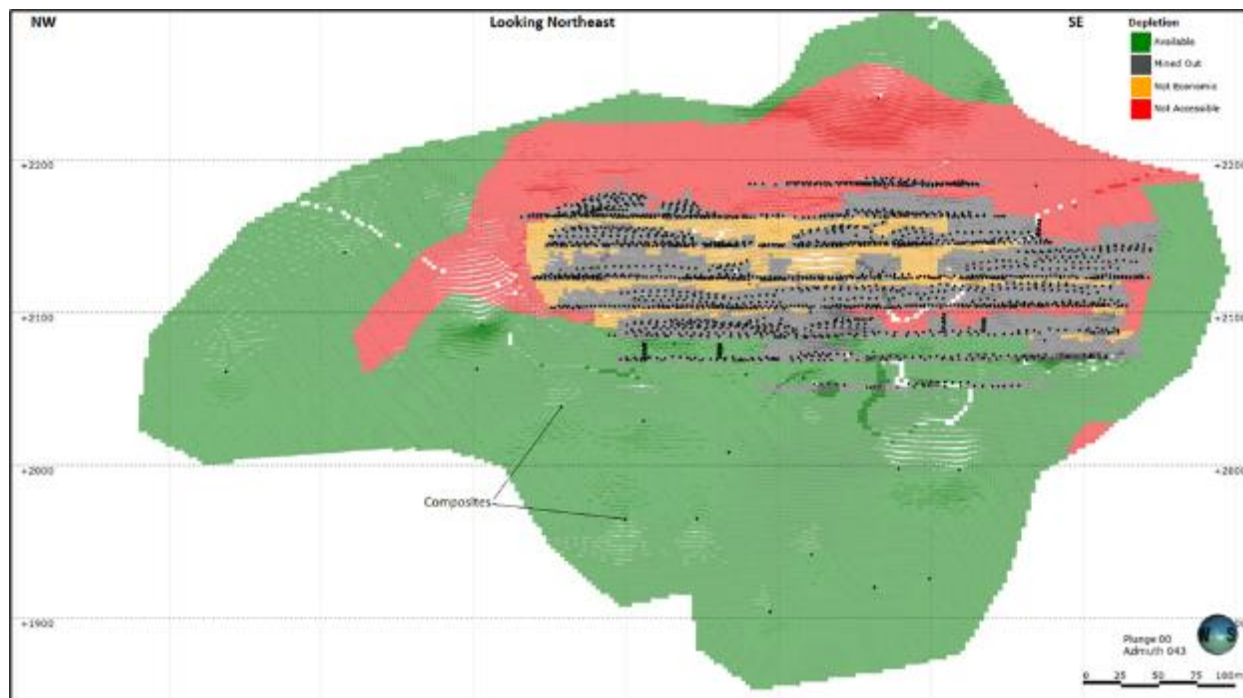 NW
Looking Northeast
SE
Depletion
Available
Mined Out
Not Economic
Not Accessible
+2200
+2100
+2000
Composites
+1900
Plunge 00
Azimuth 043
0 25 50 75 100m